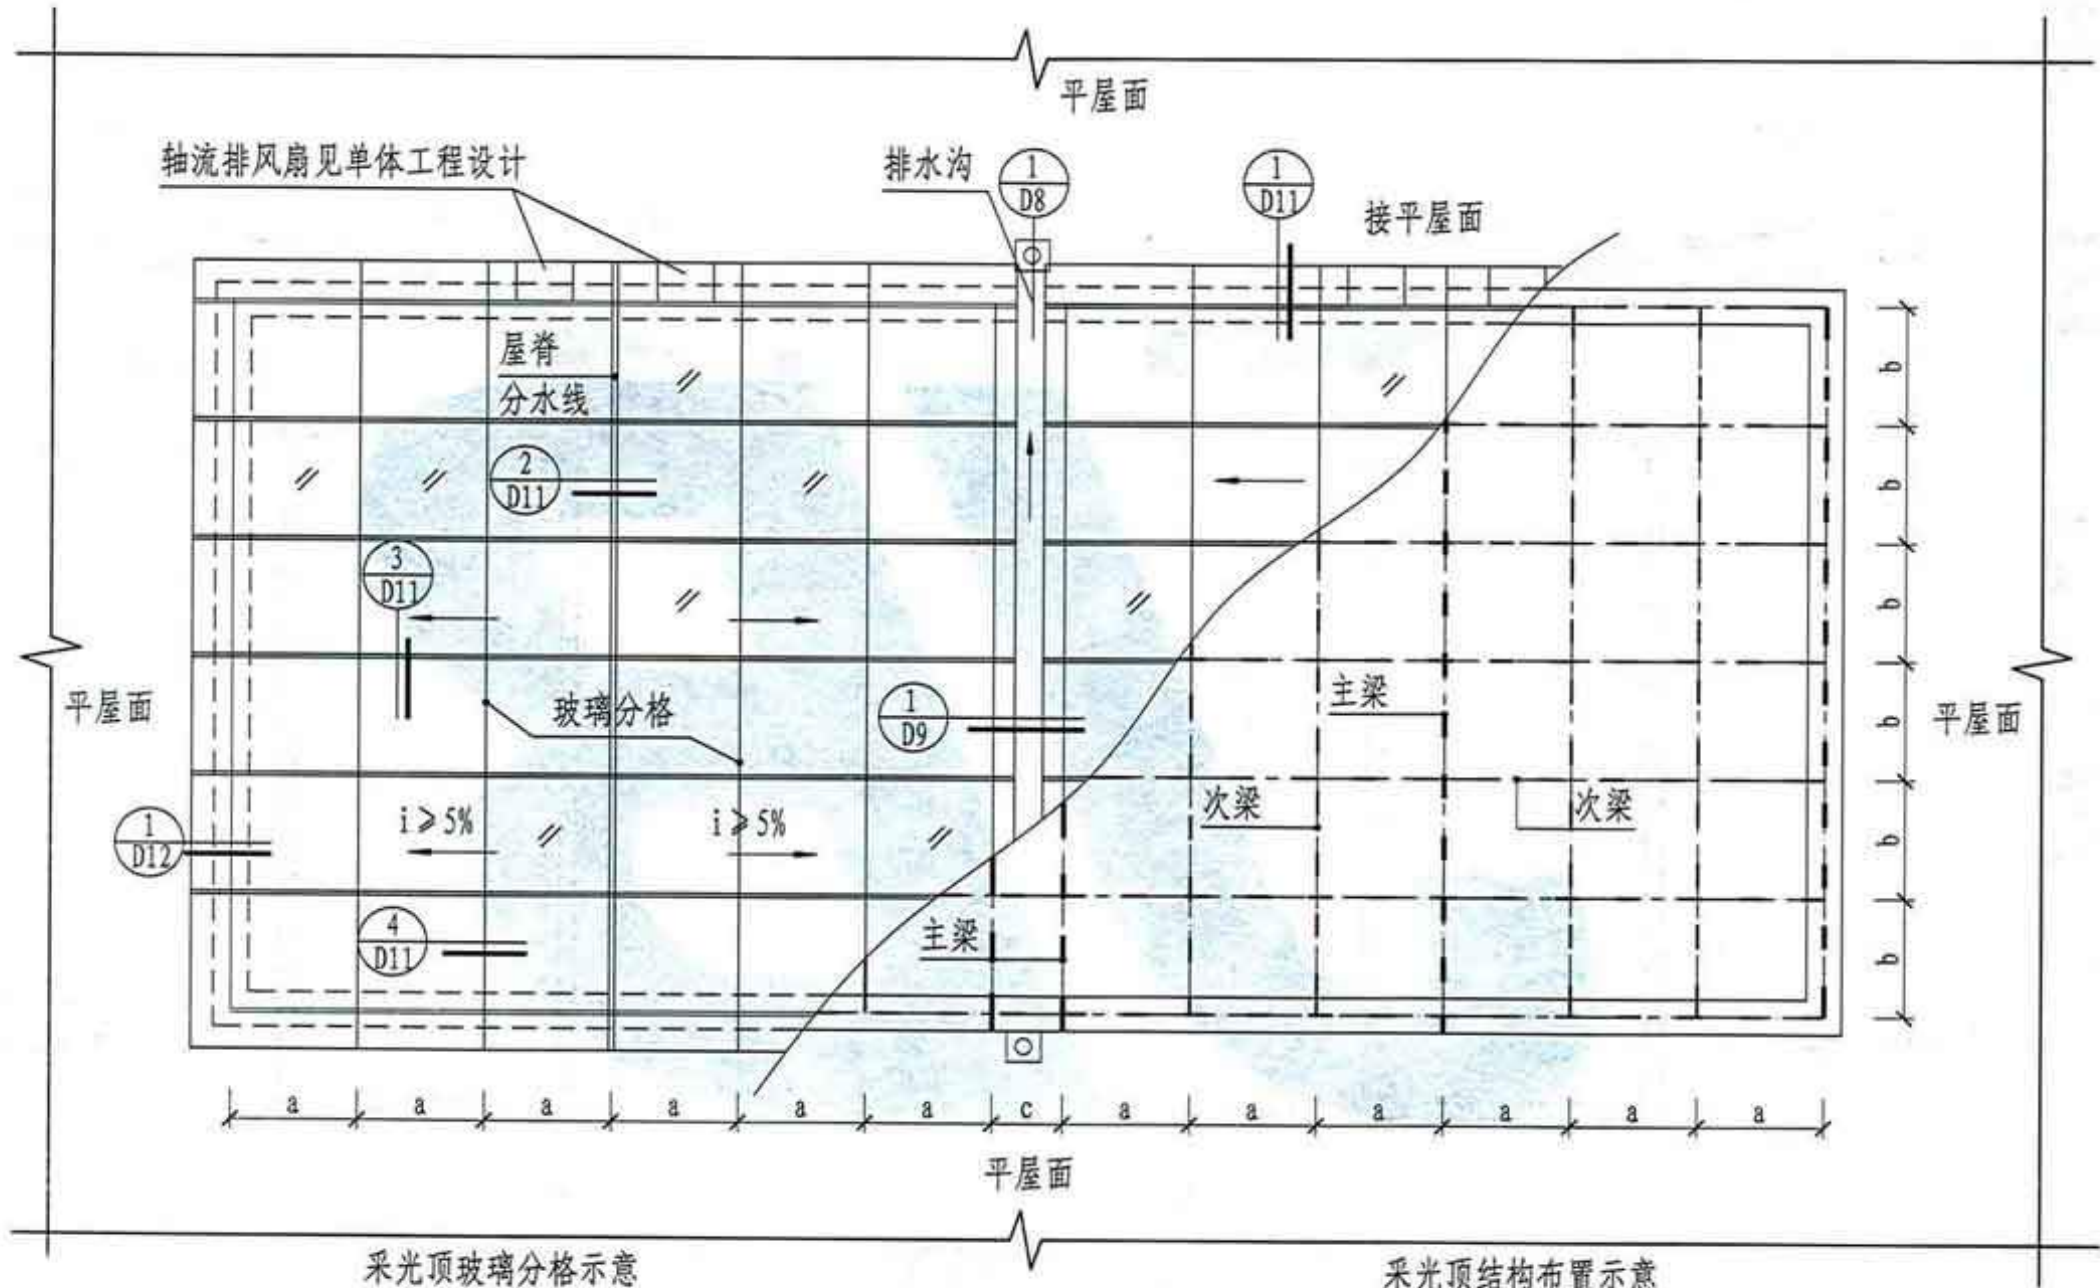 平屋面
轴流排风扇见单体工程设计
排水沟
1
D8
1
D11
接平屋面
屋脊
分水线
2
D11
3
D11
玻璃分格
1
D9
主梁
平屋面
平屋面
次梁
次梁
i⩾5%
i⩾5%
1
D12
4
D11
主梁
b
b
b
b
b
b
a
a
a
a
a
a
c
a
a
a
a
a
a
平屋面
采光顶玻璃分格示意
采光顶结构布置示意